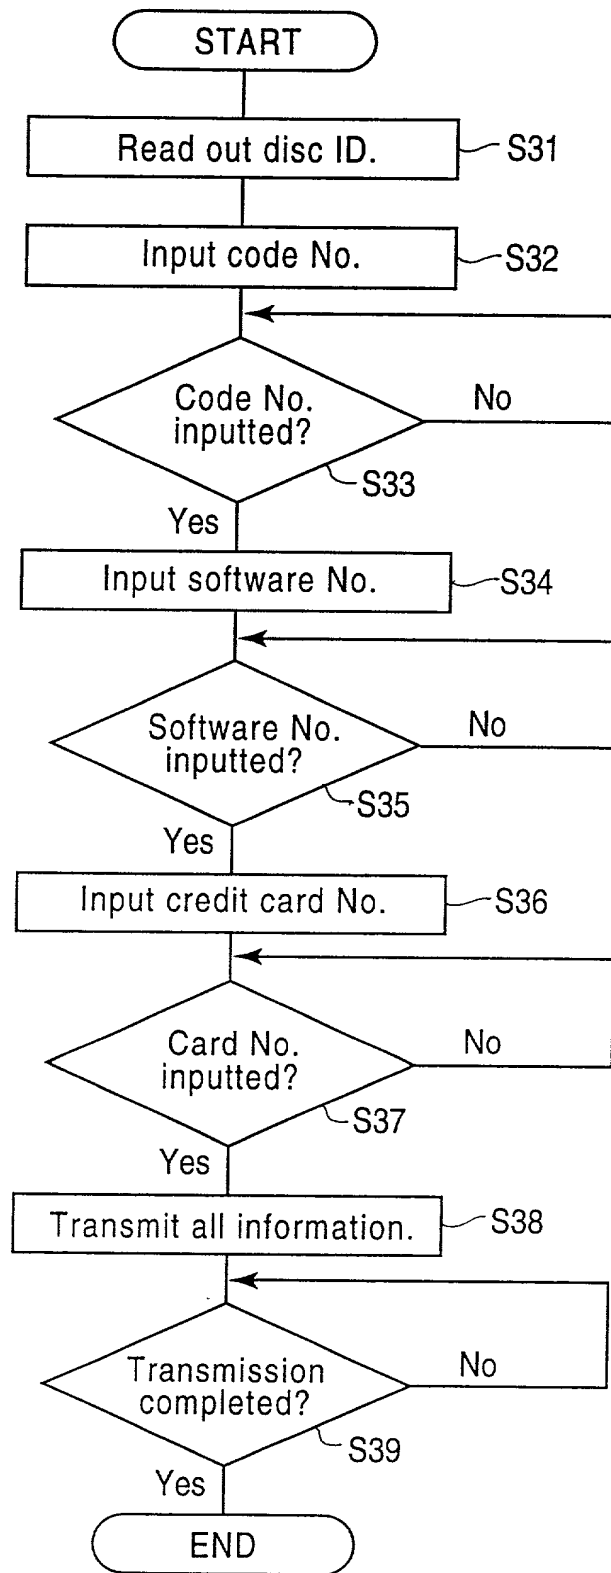 START
Read out disc ID.
S31
Input code No.
S32
Code No.
inputted?
No
S33
Yes
Input software No.
S34
Software No.
inputted?
No
S35
Yes
Input credit card No.
S36
Card No.
inputted?
No
S37
Yes
Transmit all information.
S38
Transmission
completed?
No
S39
Yes
END